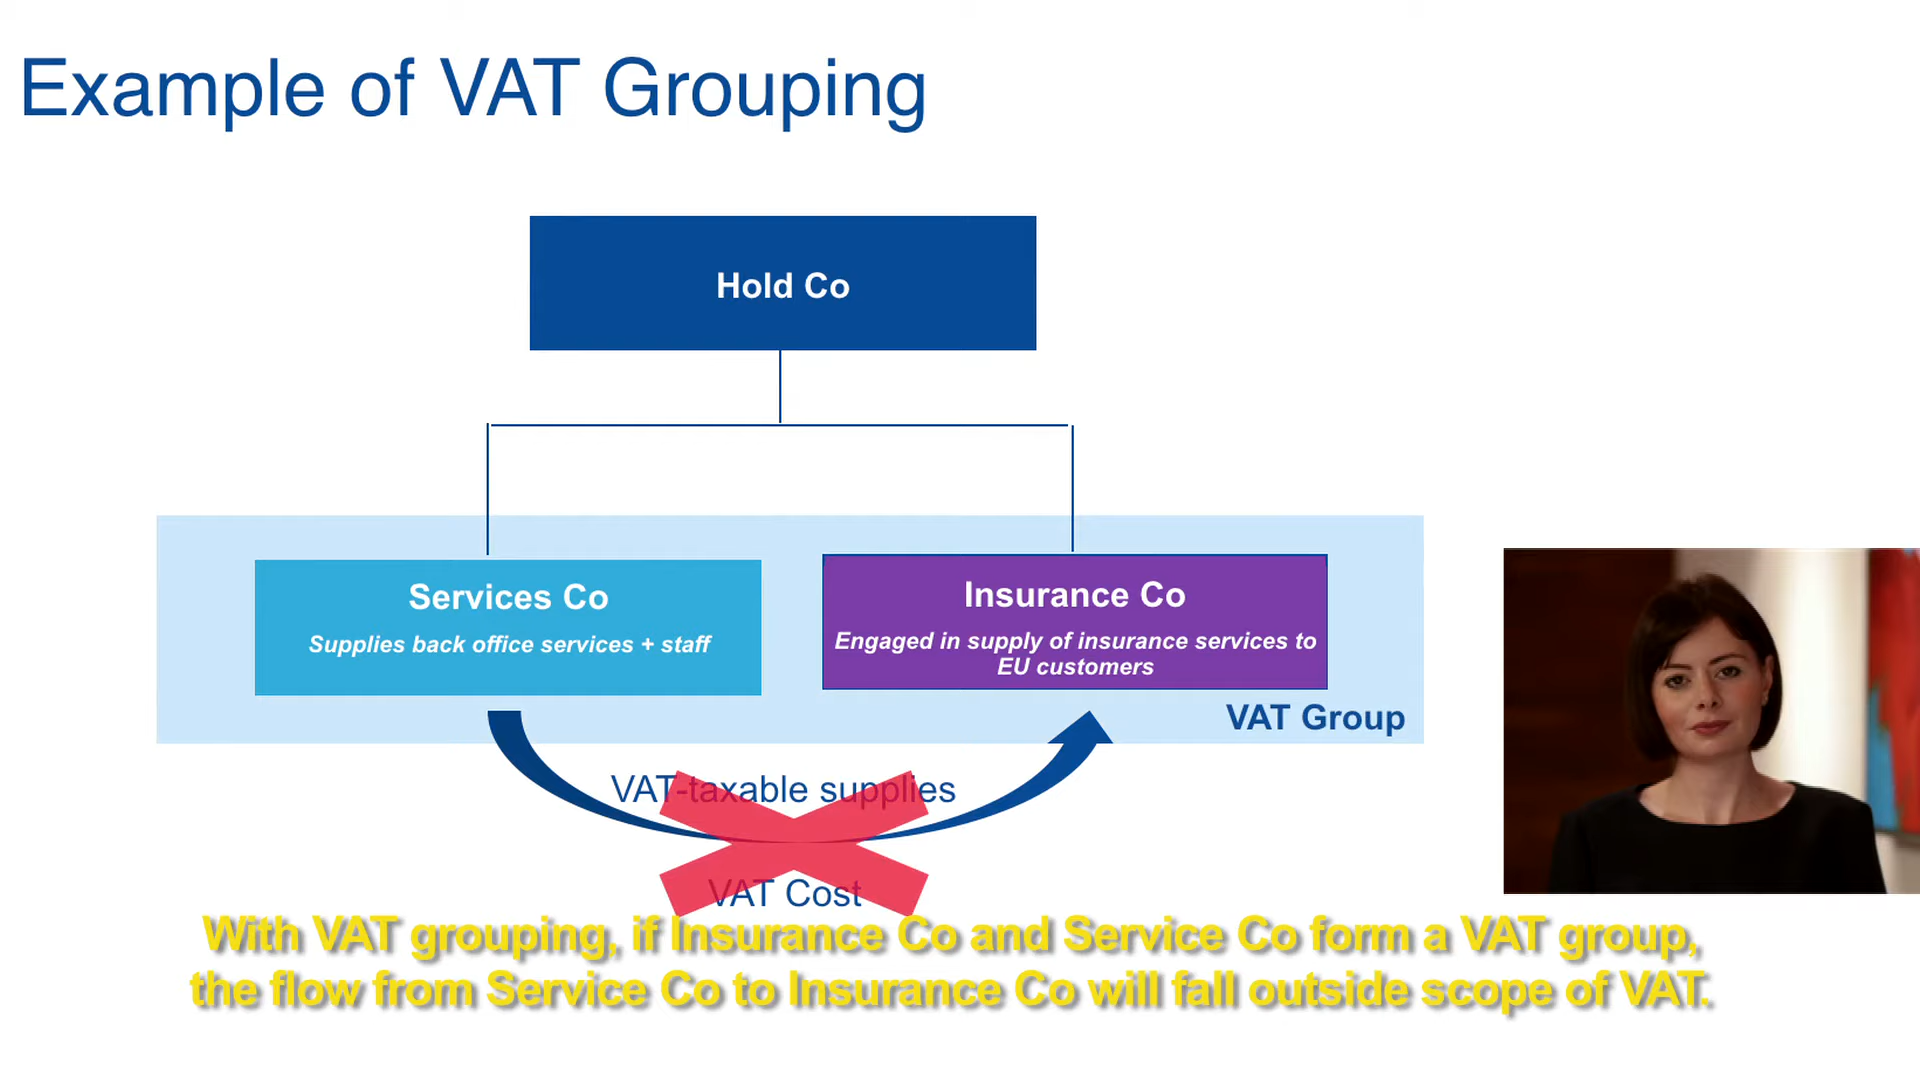 Example of VAT Grouping
Hold Co
Services Co
Supplies back office services + staff
Insurance Co
Engaged in supply of insurance services to
EU customers
VAT Group
VAT-taxable supplies
VAT Cost
With VAT grouping, if Insurance Co and Service Co form a VAT group,
the flow from Service Co to Insurance Co will fall outside scope of VAT.